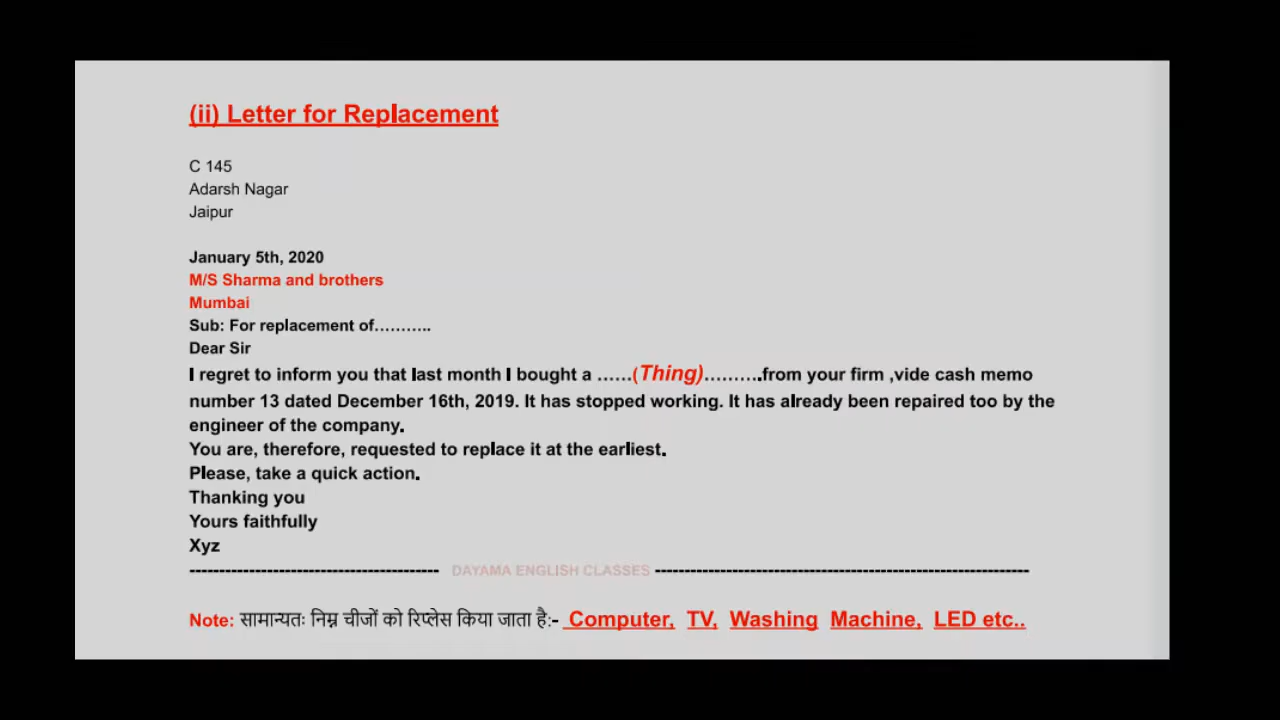 (ii) Letter for Replacement
C 145
Adarsh Nagar
Jaipur
January 5th, 2020
M/S Sharma and brothers
Mumbai
Sub: For replacement of………..
Dear Sir
I regret to inform you that last month I bought a ……(Thing)……….from your firm ,vide cash memo
number 13 dated December 16th, 2019. It has stopped working. It has already been repaired too by the
engineer of the company.
You are, therefore, requested to replace it at the earliest.
Please, take a quick action.
Thanking you
Yours faithfully
Xyz
----------------------------------------- DAYAMA ENGLISH CLASSES --------------------------------------------------------------
Note: सामान्यतः निम्न चीजों को रिप्लेस किया जाता है:- Computer, TV, Washing Machine, LED etc..